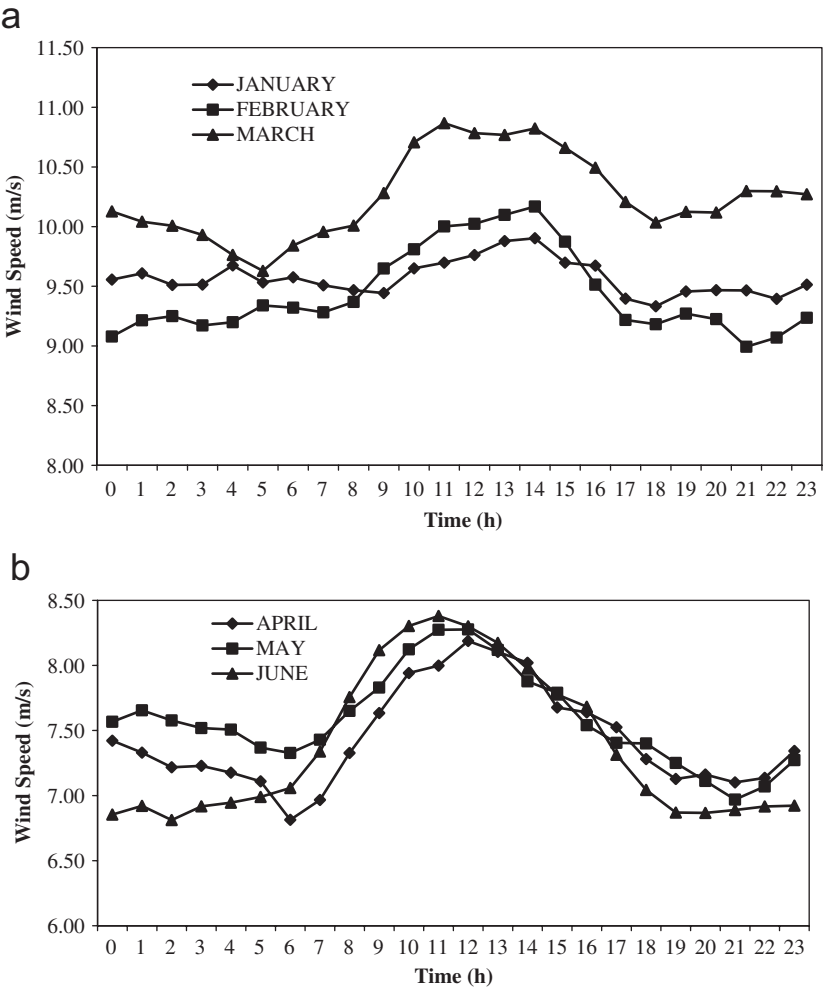 a
11.50
11.00
10.50
10.00
9.50
9.00
8.50
8.00
Wind Speed (m/s)
JANUARY
FEBRUARY
MARCH
0 1 2 3 4 5 6 7 8 9 10 11 12 13 14 15 16 17 18 19 20 21 22 23
Time (h)
b
8.50
8.00
7.50
7.00
6.50
6.00
Wind Speed (m/s)
APRIL
MAY
JUNE
0 1 2 3 4 5 6 7 8 9 10 11 12 13 14 15 16 17 18 19 20 21 22 23
Time (h)